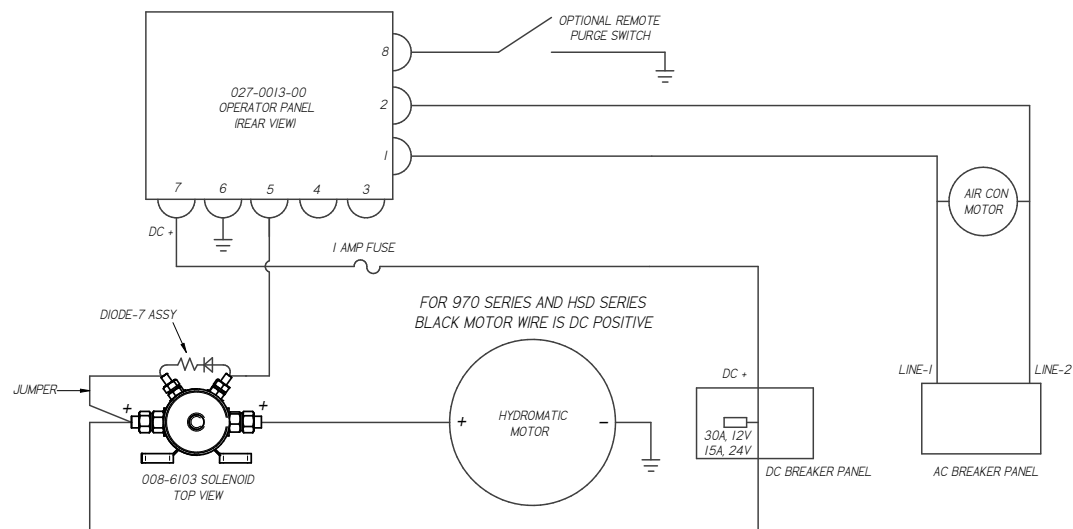 OPTIONAL REMOTE
PURGE SWITCH
8
027-0013-00
OPERATOR PANEL
(REAR VIEW)
2
1
7
6
5
4
3
AIR CON
MOTOR
DC +
1 AMP FUSE
FOR 970 SERIES AND HSD SERIES
BLACK MOTOR WIRE IS DC POSITIVE
DIODE-7 ASSY
JUMPER
+
+
HYDROMATIC
MOTOR
+
-
DC +
30A, 12V
15A, 24V
DC BREAKER PANEL
LINE-1
LINE-2
AC BREAKER PANEL
008-6103 SOLENOID
TOP VIEW